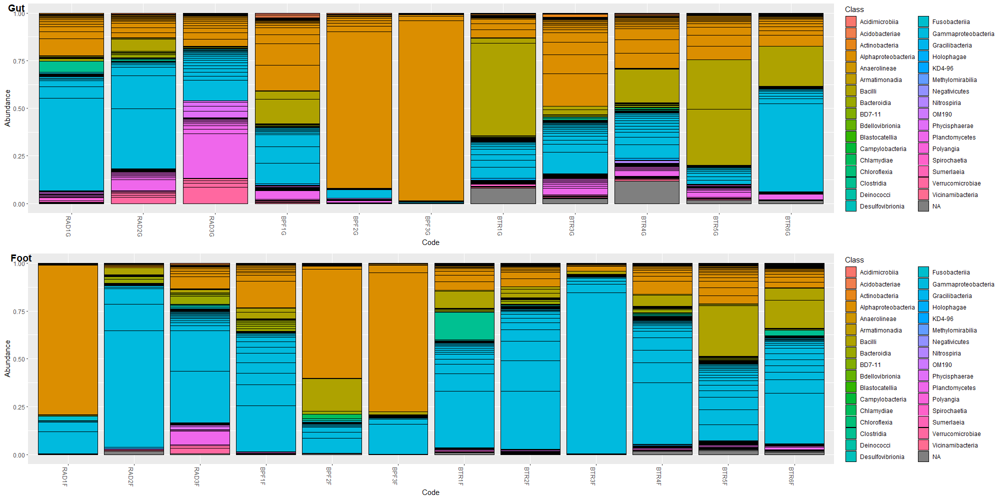 Gut
1.00
0.75
0.50
0.25
0.00
Abundance
RAD1G
RAD2G
RAD3G
BPF1G
BPF2G
BPF3G
BTR1G
BTR3G
BTR4G
BTR5G
BTR6G
Code
Class
Acidimicrobiia
Acidobacteriae
Actinobacteria
Alphaproteobacteria
Anaerolineae
Armatimonadia
Bacilli
Bacteroidia
BD7-11
Bdellovibrionia
Blastocatellia
Campylobacteria
Chlamydiae
Chloroflexia
Clostridia
Deinococci
Desulfovibrionia
Fusobacteriia
Gammaproteobacteria
Gracilibacteria
Holophagae
KD4-96
Methylomirabilia
Negativicutes
Nitrospiria
OM190
Phycisphaerae
Planctomycetes
Polyangia
Spirochaetia
Sumerlaeia
Verrucomicrobiae
Vicinamibacteria
NA
Foot
1.00
0.75
0.50
0.25
0.00
Abundance
RAD1F
RAD2F
RAD3F
BPF1F
BPF2F
BPF3F
BTR1F
BTR2F
BTR3F
BTR4F
BTR5F
BTR6F
Code
Class
Acidimicrobiia
Acidobacteriae
Actinobacteria
Alphaproteobacteria
Anaerolineae
Armatimonadia
Bacilli
Bacteroidia
BD7-11
Bdellovibrionia
Blastocatellia
Campylobacteria
Chlamydiae
Chloroflexia
Clostridia
Deinococci
Desulfovibrionia
Fusobacteriia
Gammaproteobacteria
Gracilibacteria
Holophagae
KD4-96
Methylomirabilia
Negativicutes
Nitrospiria
OM190
Phycisphaerae
Planctomycetes
Polyangia
Spirochaetia
Sumerlaeia
Verrucomicrobiae
Vicinamibacteria
NA